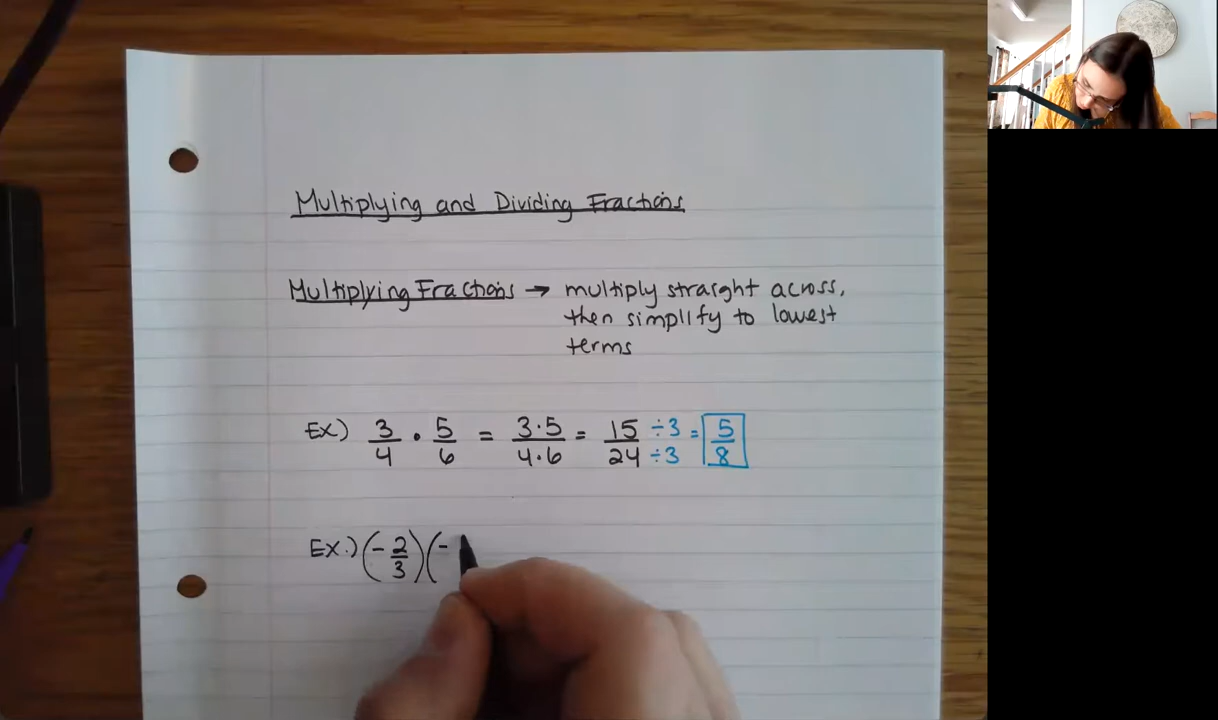 Multiplying and Dividing Fractions
Multiplying Fractions → multiply straight across,
then simplify to lowest
terms
Ex.) 3/4 · 5/6 = 3·5/4·6 = 15/24 ÷3/÷3 = 5/8
Ex.) (-2/3)(-